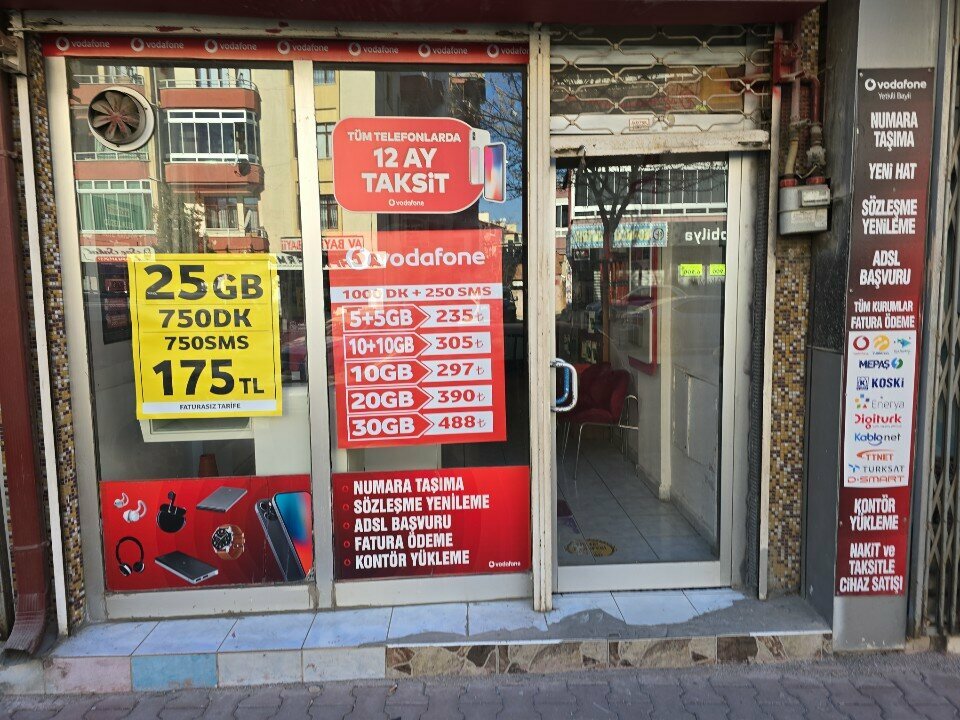 vodafone vodafone vodafone vodafone vodafone vodafone
TÜM TELEFONLARDA
12 AY
TAKSİT
vodafone
25GB
750DK
750SMS
175 TL
FATURASIZ TARİFE
vodafone
1000 DK + 250 SMS
5+5GB 235₺
10+10GB 305₺
10GB 297₺
20GB 390₺
30GB 488₺
NUMARA TAŞIMA
SÖZLEŞME YENİLEME
ADSL BAŞVURU
FATURA ÖDEME
KONTÖR YÜKLEME
vodafone
vodafone
Yetkili Bayii
NUMARA
TAŞIMA
YENİ HAT
SÖZLEŞME
YENİLEME
ADSL
BAŞVURU
TÜM KURUMLAR
FATURA ÖDEME
MEPAŞ
KOSKİ
Enerya
Digiturk
Kablonet
TTNET
TÜRKSAT
D-SMART
KONTÖR
YÜKLEME
NAKİT ve
TAKSİTLE
CİHAZ SATIŞI